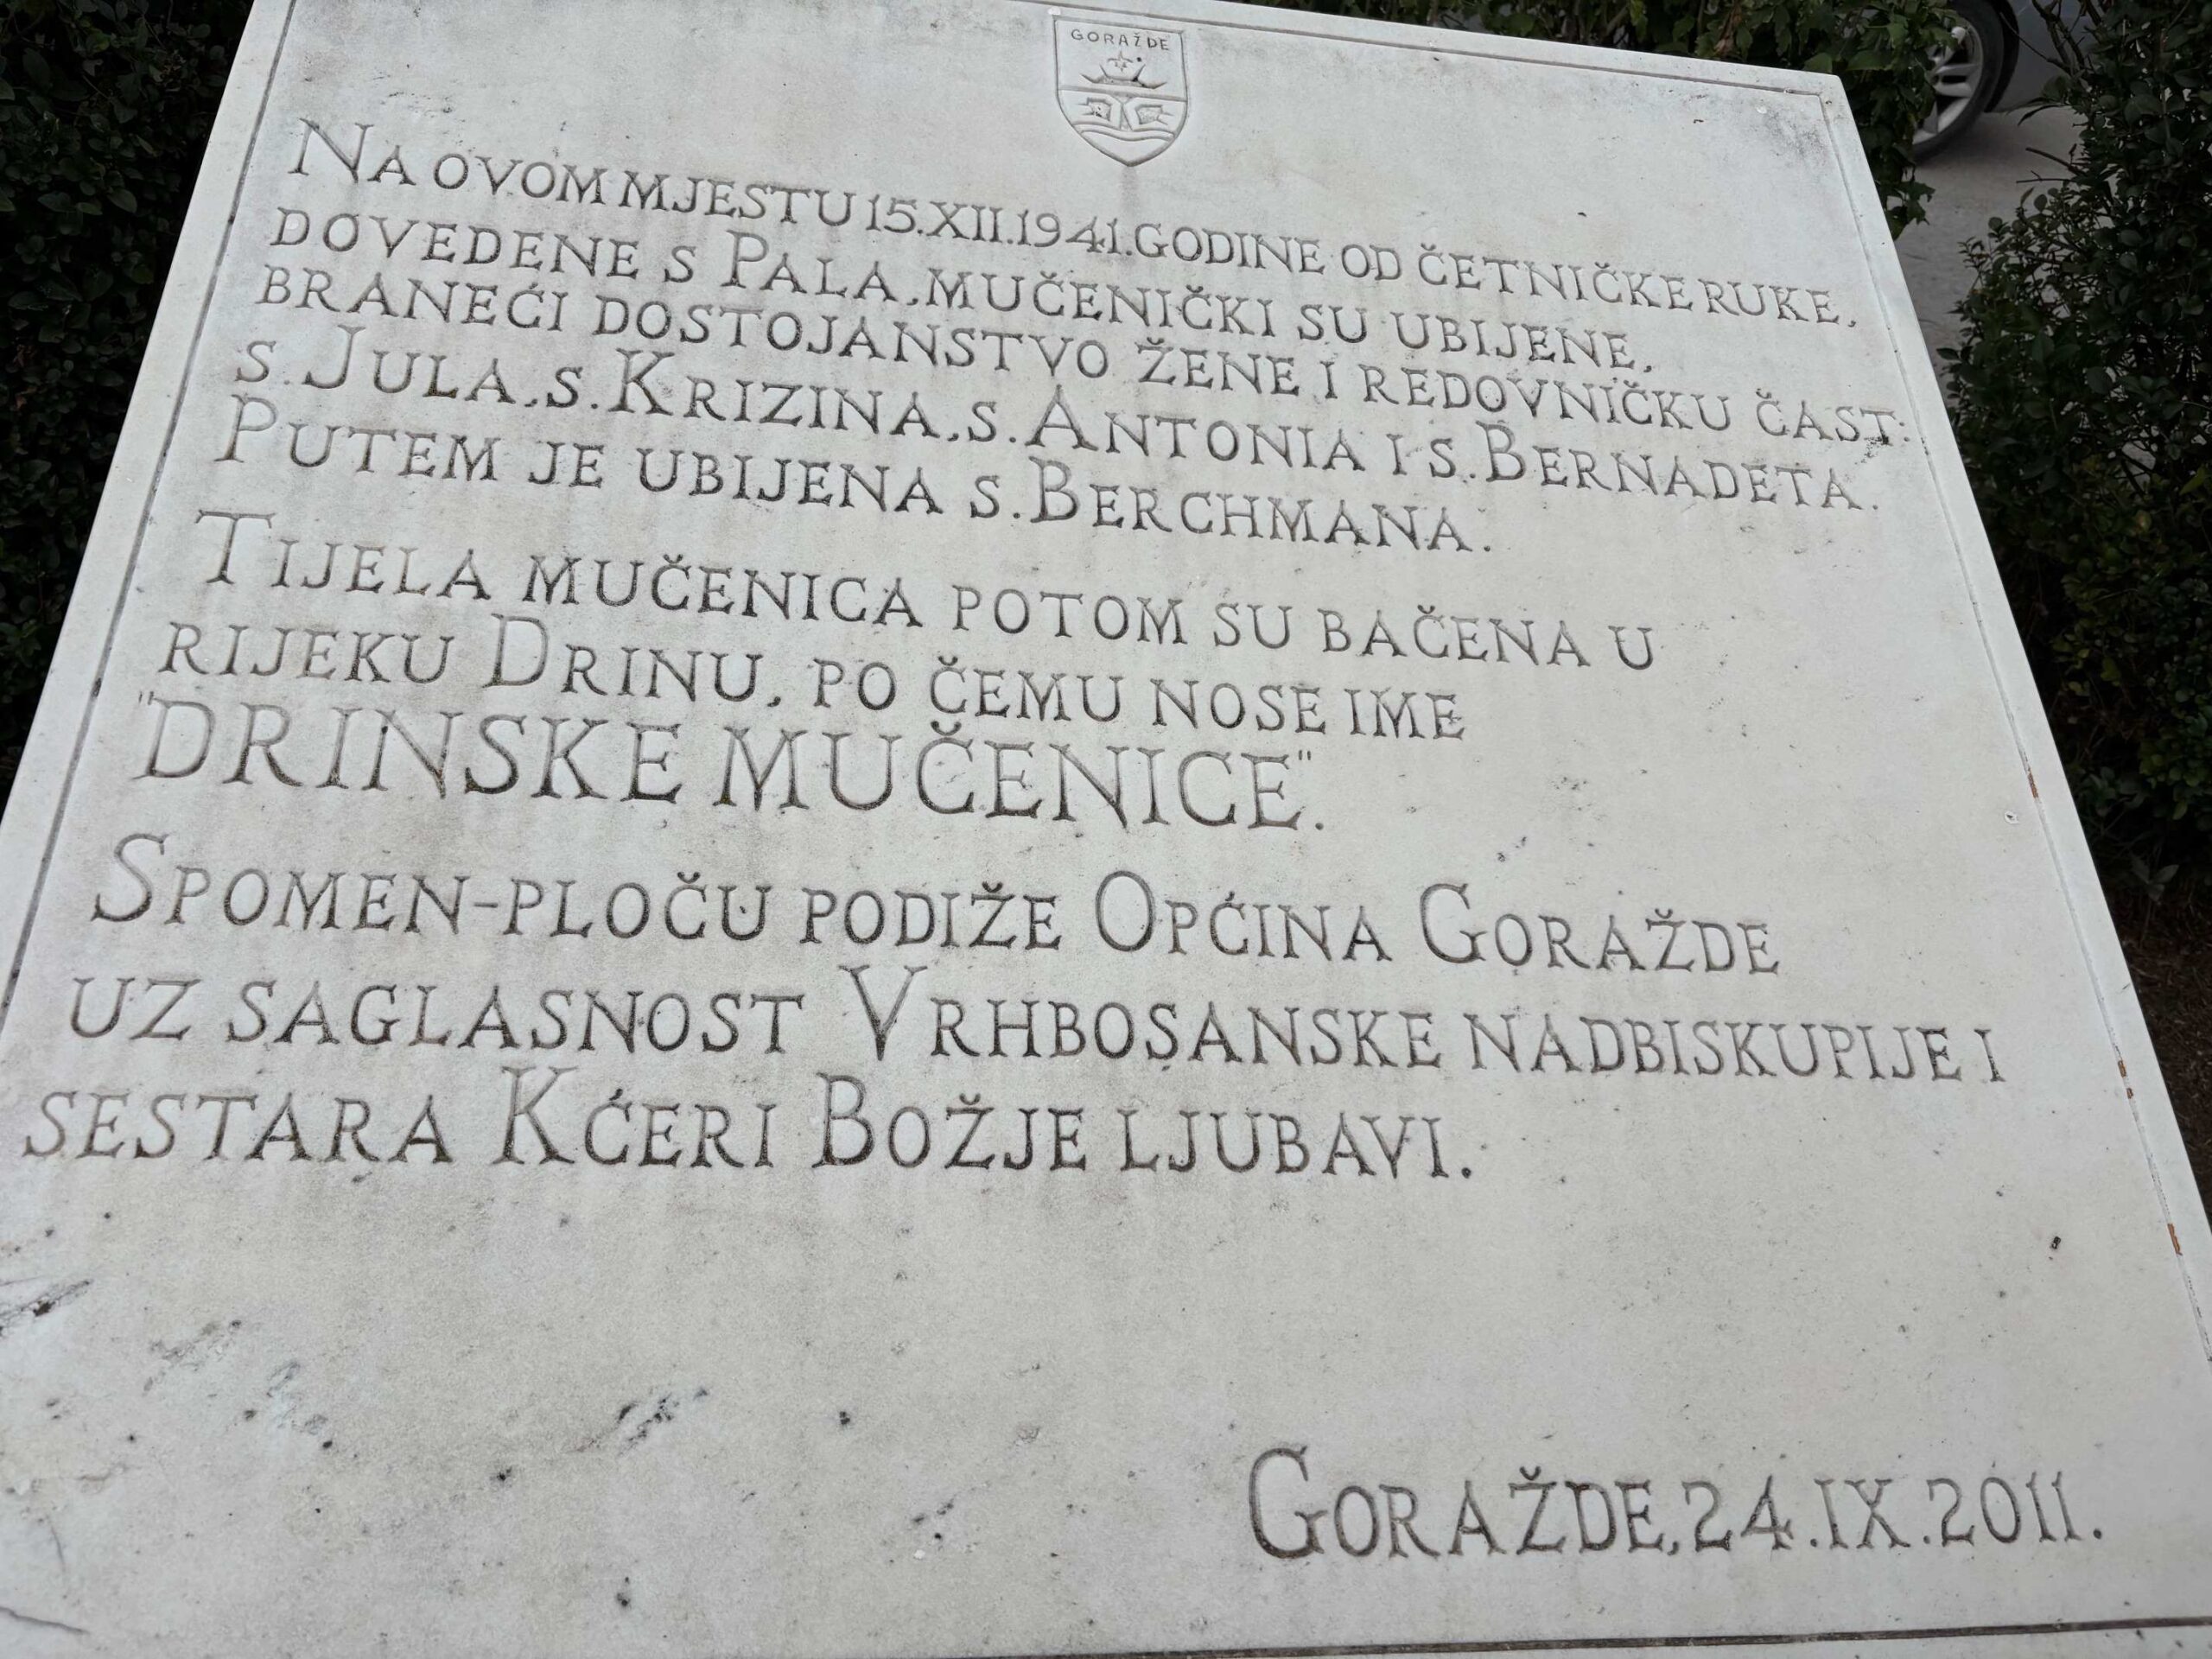 GORAŽDE
NA OVOM MJESTU 15.XII.1941.GODINE OD ČETNIČKE RUKE,
DOVEDENE S PALA, MUČENIČKI SU UBIJENE,
BRANEĆI DOSTOJANSTVO ŽENE I REDOVNIČKU ČAST:
S. JULA, S. KRIZINA, S. ANTONIA I S. BERNADETA.
PUTEM JE UBIJENA S. BERCHMANA.
TIJELA MUČENICA POTOM SU BAČENA U
RIJEKU DRINU, PO ČEMU NOSE IME
"DRINSKE MUČENICE".
SPOMEN-PLOČU PODIŽE OPĆINA GORAŽDE
UZ SAGLASNOST VRHBOSANSKE NADBISKUPIJE I
SESTARA KĆERI BOŽJE LJUBAVI.
GORAŽDE, 24.IX.2011.